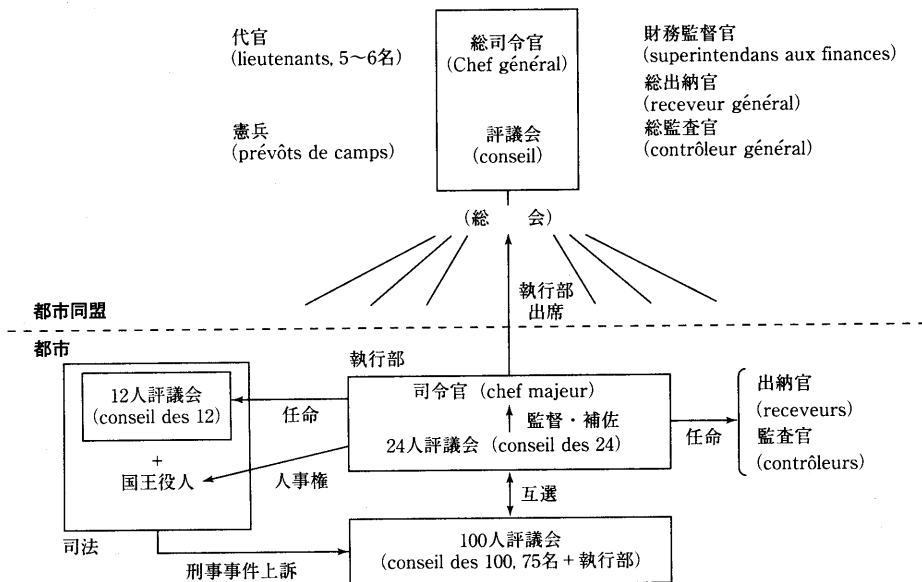 代官
(lieutenants, 5〜6名)
憲兵
(prévôts de camps)
総司令官
(Chef général)
評議会
(conseil)
財務監督官
(superintendans aux finances)
総出納官
(receveur général)
総監査官
(contrôleur général)
(総 会)
執行部
出席
都市同盟
都市
執行部
12人評議会
(conseil des 12)
+
国王役人
司法
任命
人事権
司令官 (chef majeur)
監督・補佐
24人評議会 (conseil des 24)
任命
出納官
(receveurs)
監査官
(contrôleurs)
互選
100人評議会
(conseil des 100, 75名+執行部)
刑事事件上訴